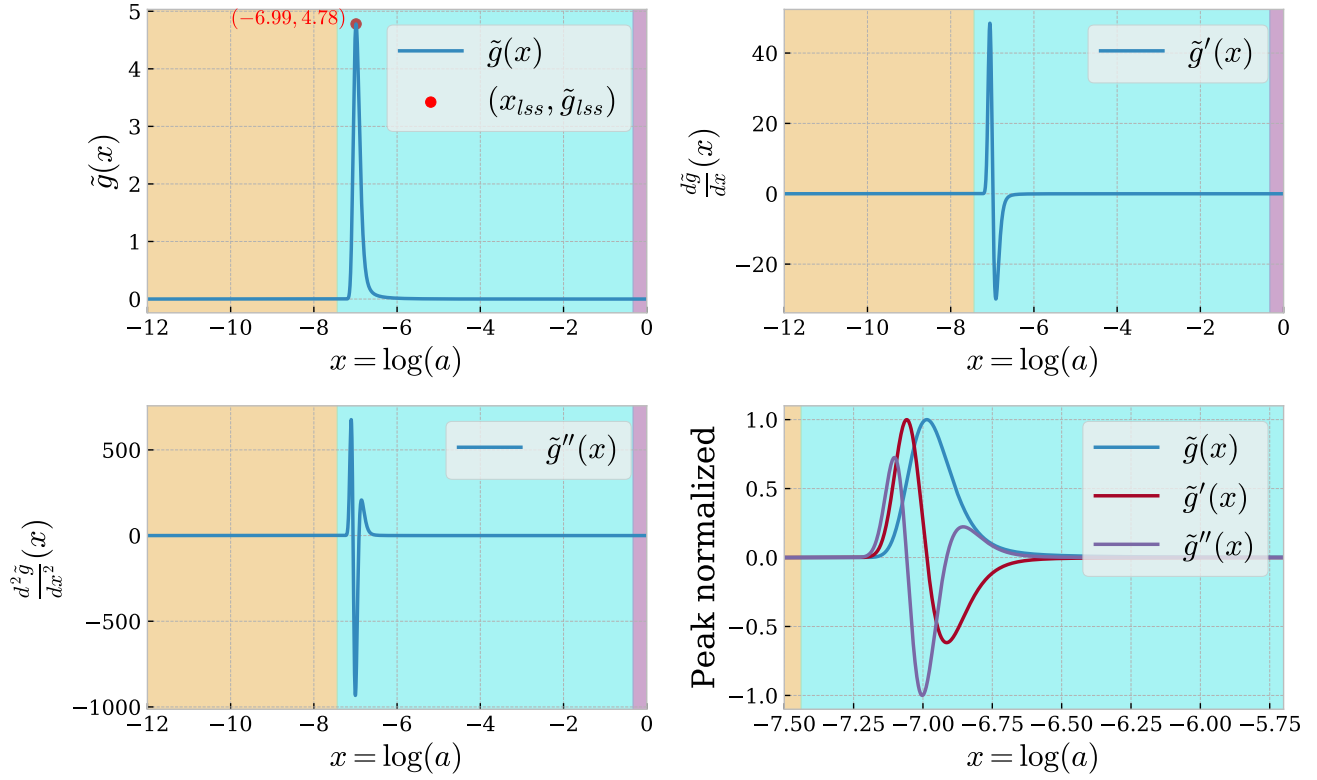 (−6.99, 4.78)
g̃(x)
(x_{lss}, g̃_{lss})
g̃(x)
5
4
3
2
1
0
−12 −10 −8 −6 −4 −2 0
x = log(a)
g̃′(x)
dg̃/dx (x)
40
20
0
−20
−12 −10 −8 −6 −4 −2 0
x = log(a)
g̃″(x)
d²g̃/dx² (x)
500
0
−500
−1000
−12 −10 −8 −6 −4 −2 0
x = log(a)
g̃(x)
g̃′(x)
g̃″(x)
Peak normalized
1.0
0.5
0.0
−0.5
−1.0
−7.50 −7.25 −7.00 −6.75 −6.50 −6.25 −6.00 −5.75
x = log(a)